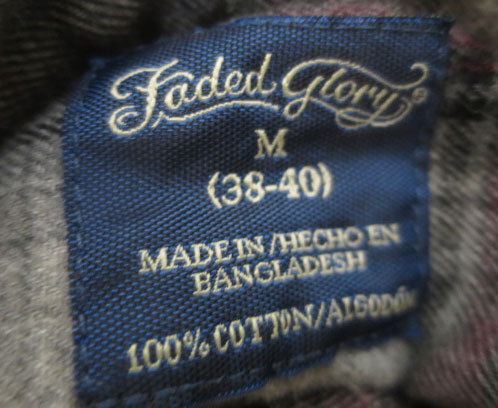 Faded Glory®
M
(38-40)
MADE IN/HECHO EN
BANGLADESH
100% COTTON/ALGODÓN